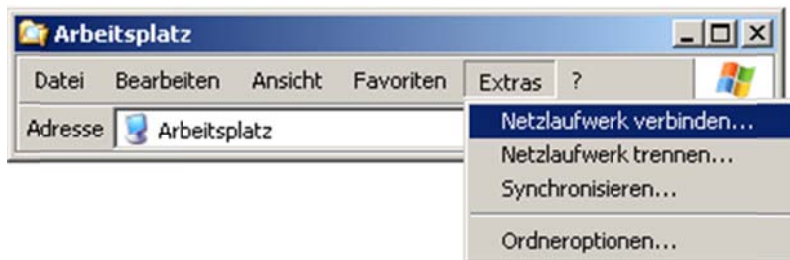 Arbeitsplatz
Datei Bearbeiten Ansicht Favoriten Extras ?
Adresse Arbeitsplatz
Netzlaufwerk verbinden...
Netzlaufwerk trennen...
Synchronisieren...
Ordneroptionen...